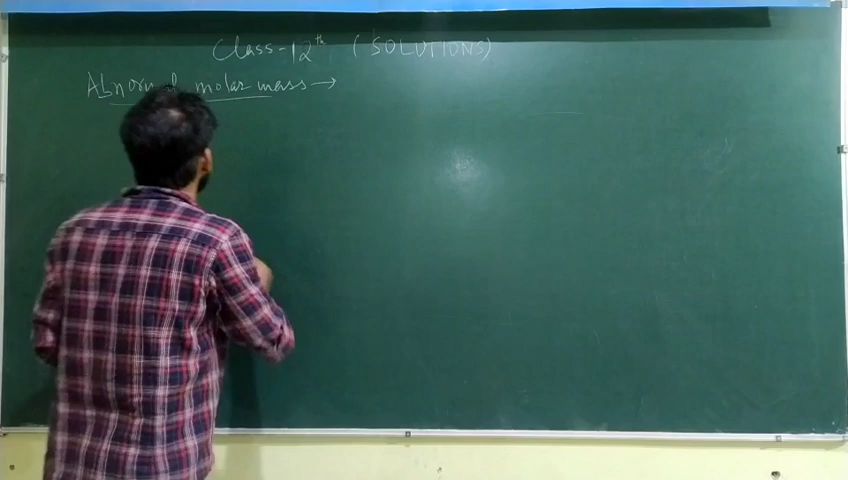 Class-12th (SOLUTIONS)
Abnormal molar mass →